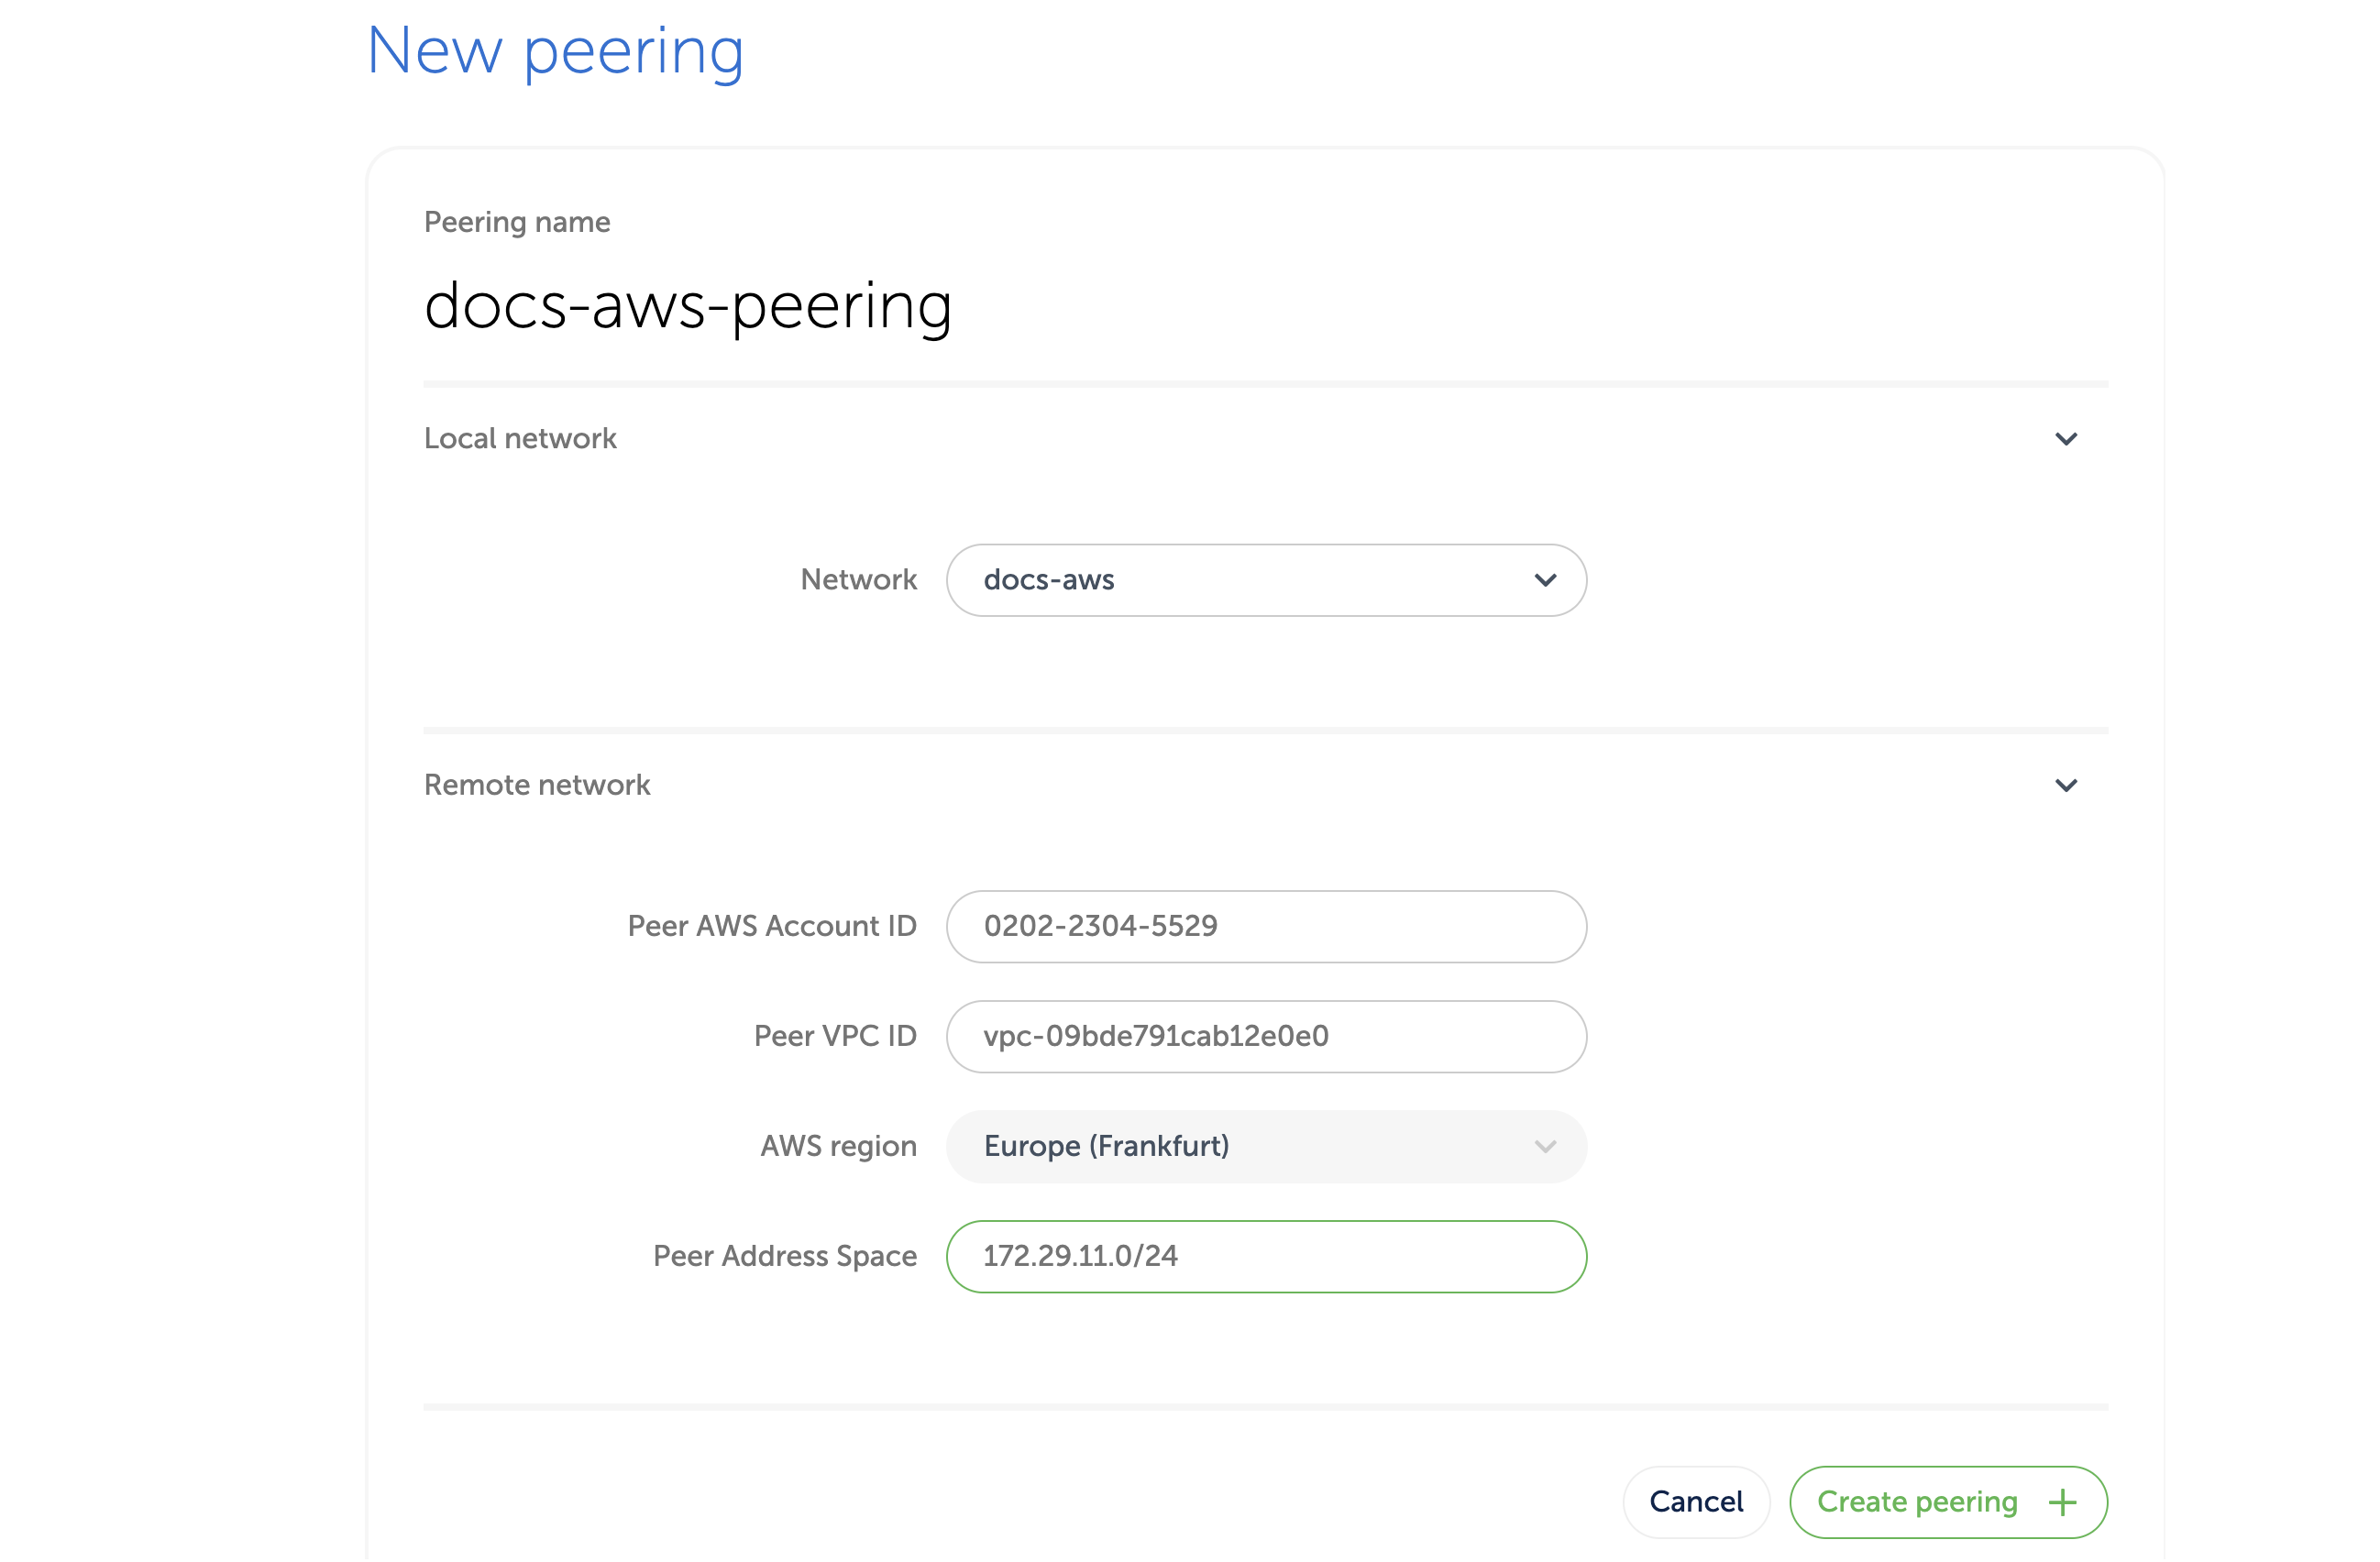 New peering
Peering name
docs-aws-peering
Local network
Network
docs-aws
Remote network
Peer AWS Account ID
0202-2304-5529
Peer VPC ID
vpc-09bde791cab12e0e0
AWS region
Europe (Frankfurt)
Peer Address Space
172.29.11.0/24
Cancel
Create peering